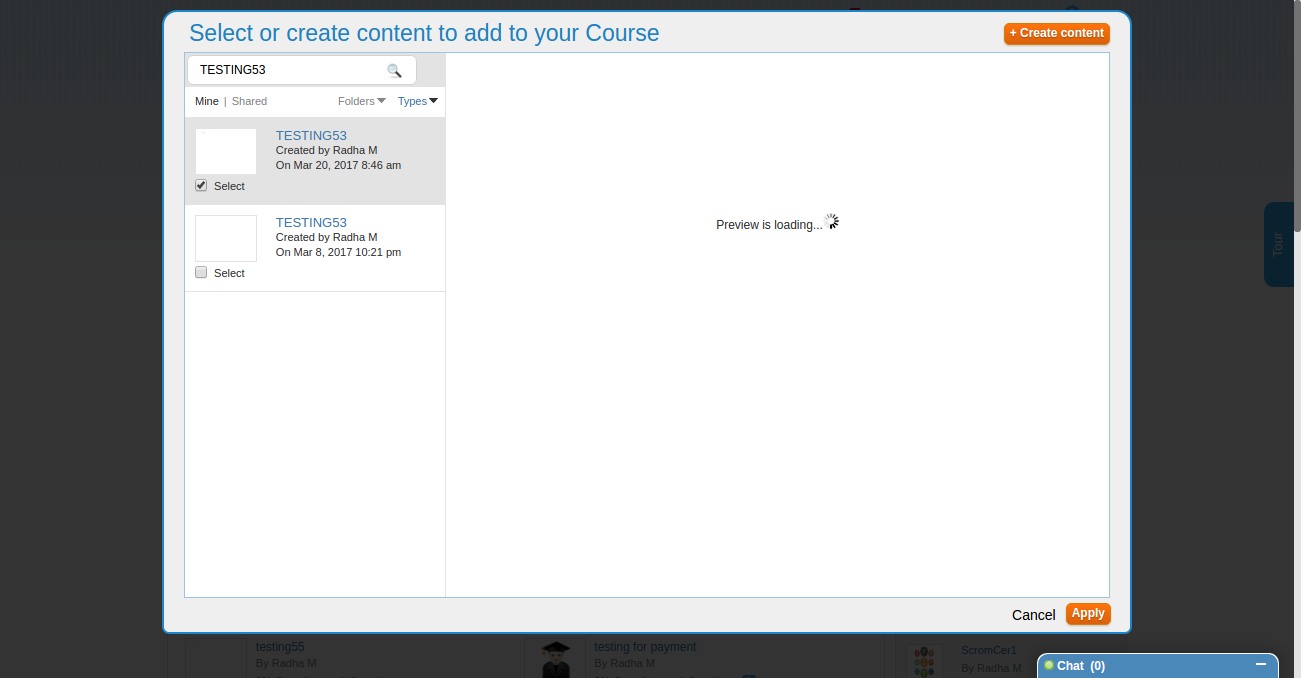 Select or create content to add to your Course
+ Create content
TESTING53
Mine | Shared
Folders
Types
TESTING53
Created by Radha M
On Mar 20, 2017 8:46 am
Select
TESTING53
Created by Radha M
On Mar 8, 2017 10:21 pm
Select
Preview is loading...
Tour
Cancel
Apply
testing55
By Radha M
testing for payment
By Radha M
ScromCer1
By Radha M
Chat (0)